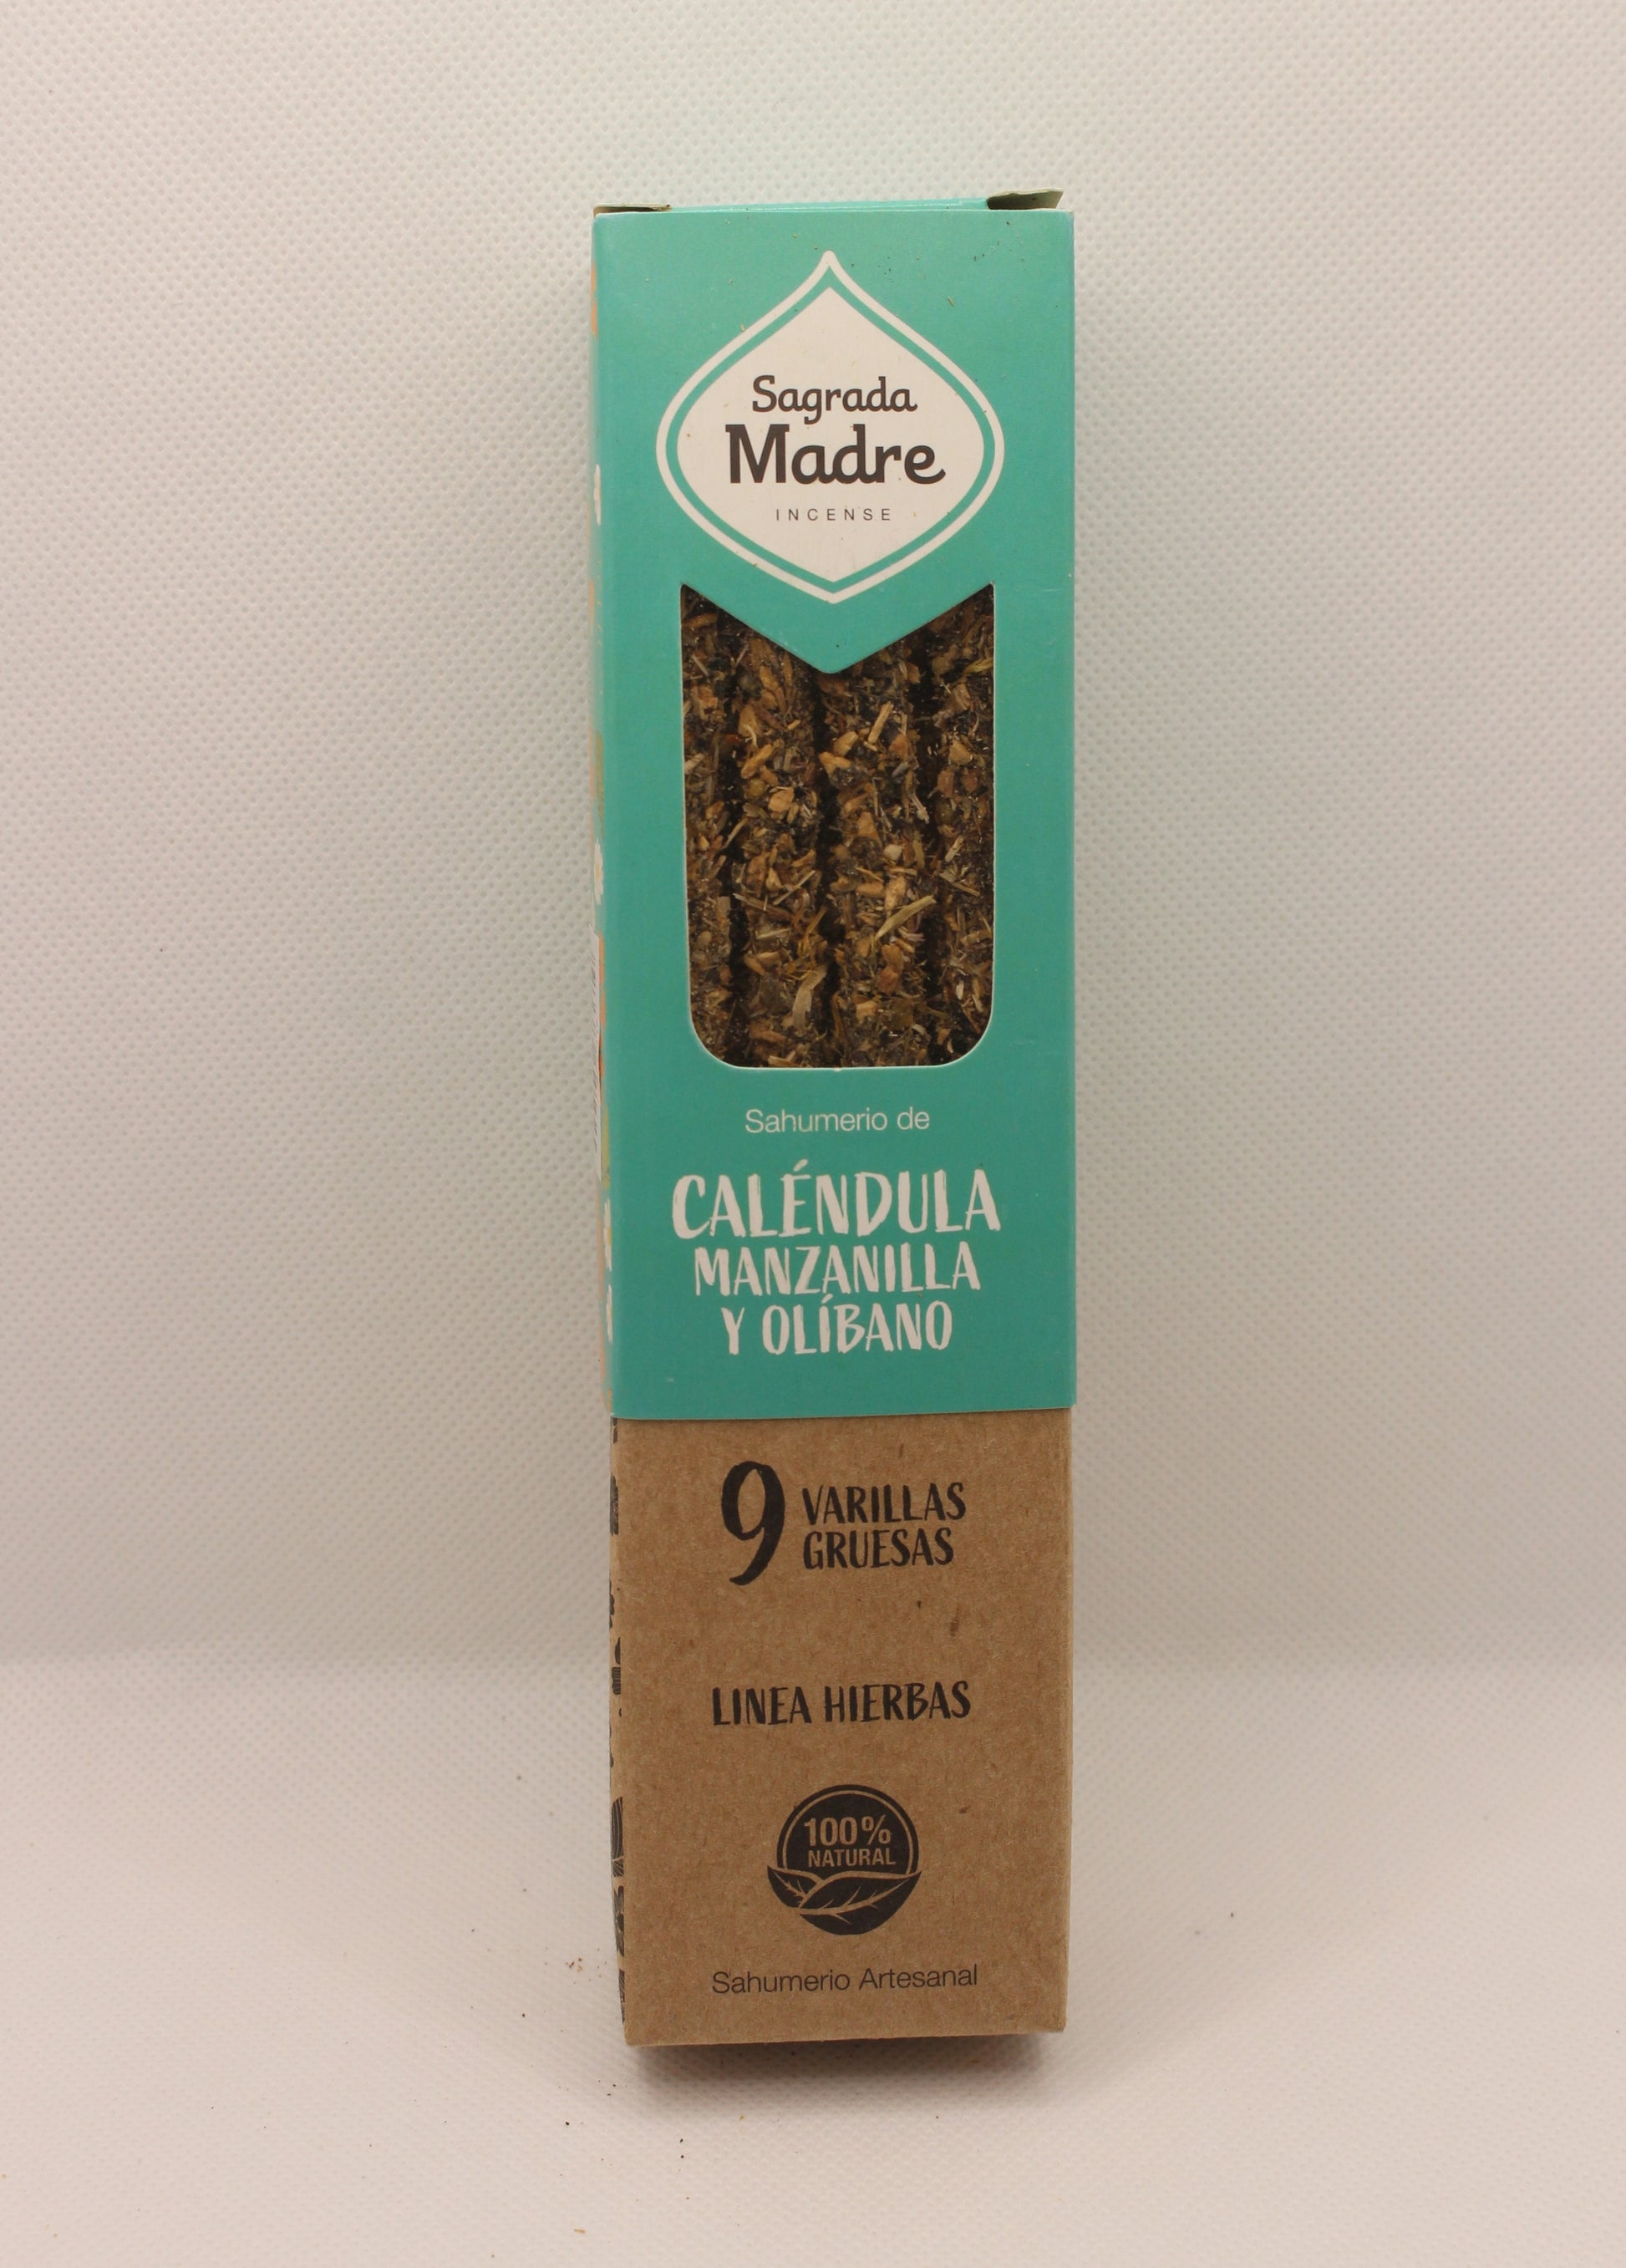 Sagrada
Madre
INCENSE
Sahumerio de
CALÉNDULA
MANZANILLA
Y OLÍBANO
9 VARILLAS
GRUESAS
LINEA HIERBAS
100%
NATURAL
Sahumerio Artesanal